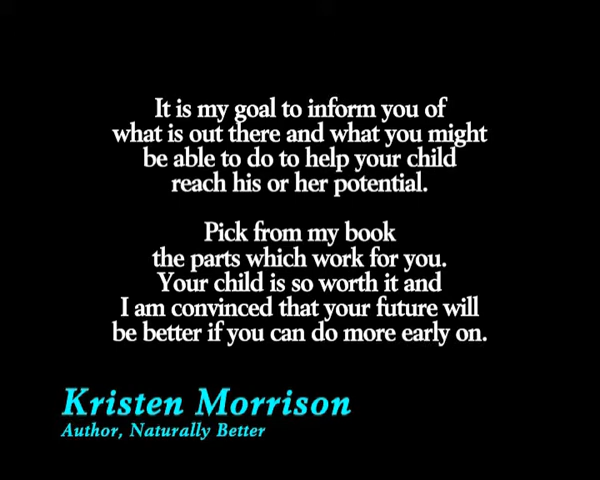 It is my goal to inform you of
what is out there and what you might
be able to do to help your child
reach his or her potential.
Pick from my book
the parts which work for you.
Your child is so worth it and
I am convinced that your future will
be better if you can do more early on.
Kristen Morrison
Author, Naturally Better